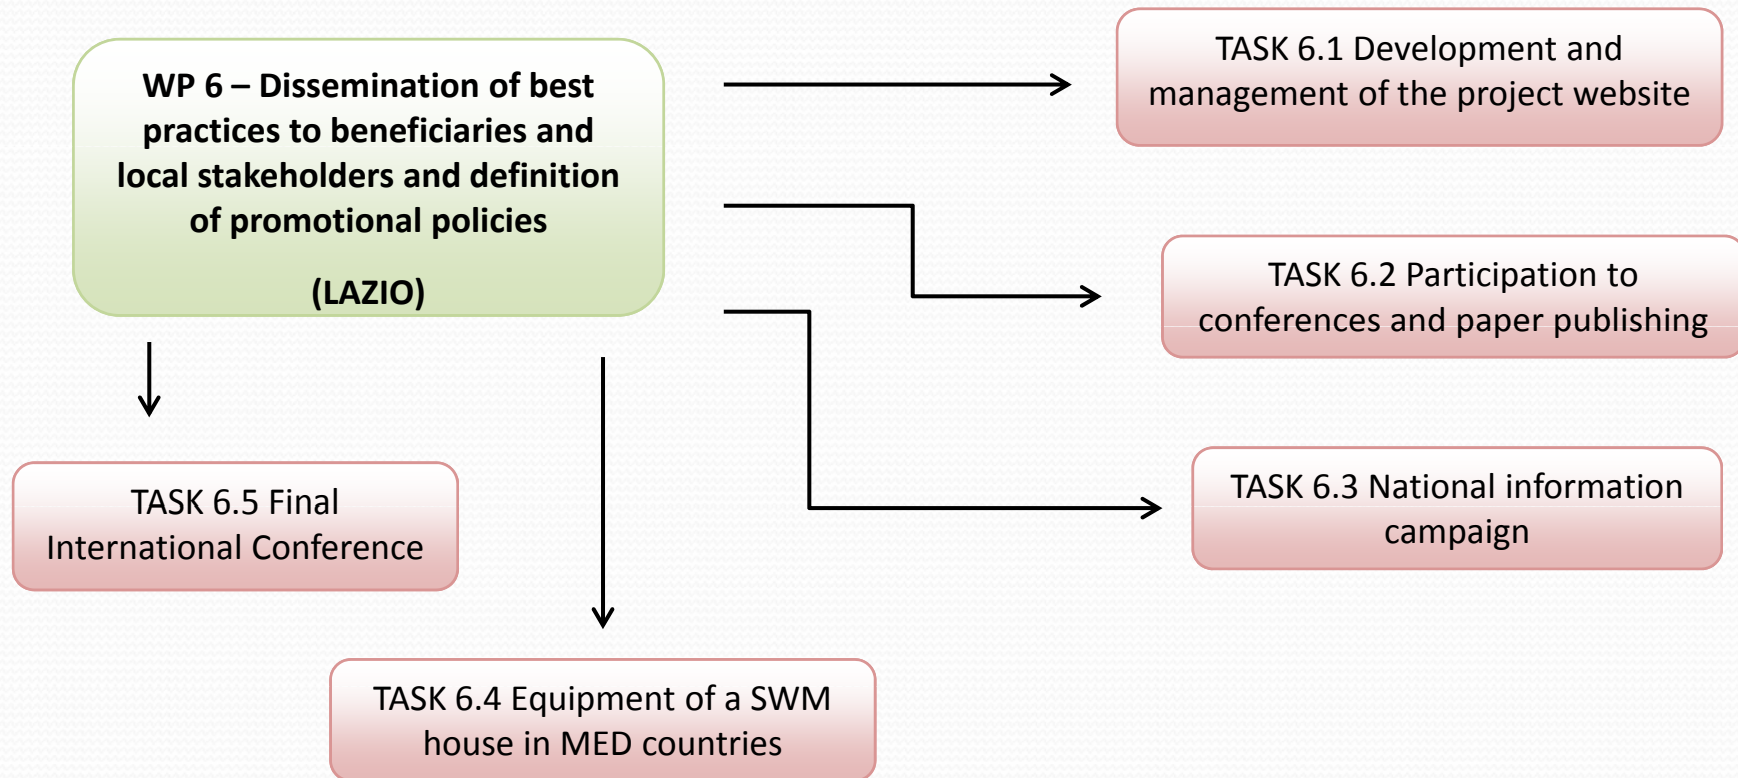 WP 6 – Dissemination of best
practices to beneficiaries and
local stakeholders and definition
of promotional policies
(LAZIO)
TASK 6.1 Development and
management of the project website
TASK 6.2 Participation to
conferences and paper publishing
TASK 6.3 National information
campaign
TASK 6.4 Equipment of a SWM
house in MED countries
TASK 6.5 Final
International Conference